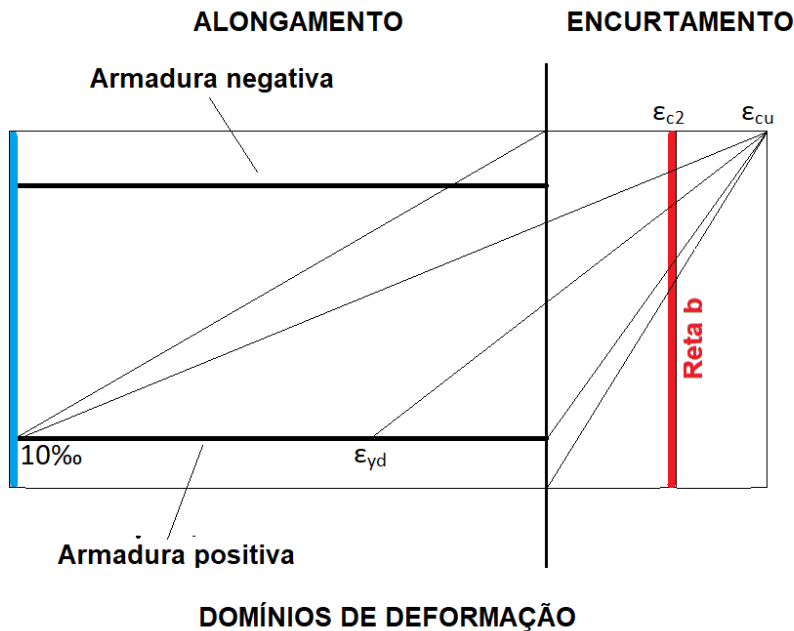 ALONGAMENTO
ENCURTAMENTO
Armadura negativa
εc2
εcu
Reta b
10‰
εyd
Armadura positiva
DOMÍNIOS DE DEFORMAÇÃO